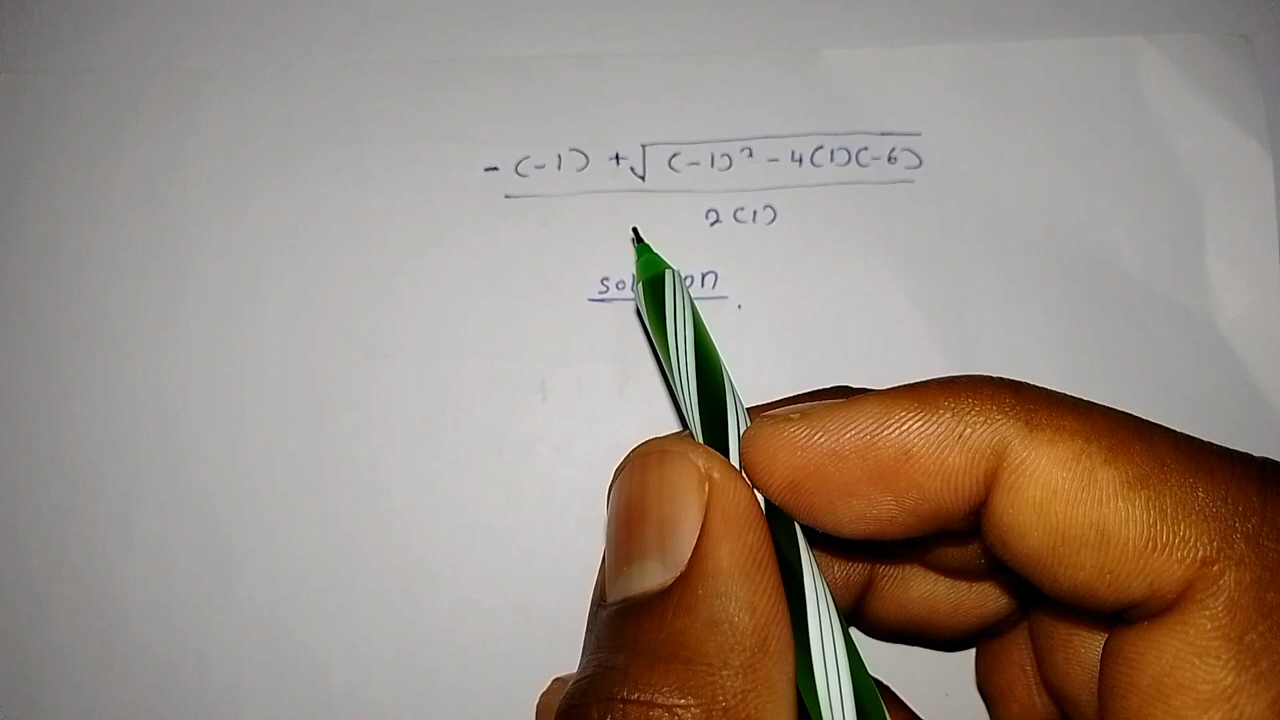 -(-1) +√(-1)² - 4(1)(-6)
2(1)